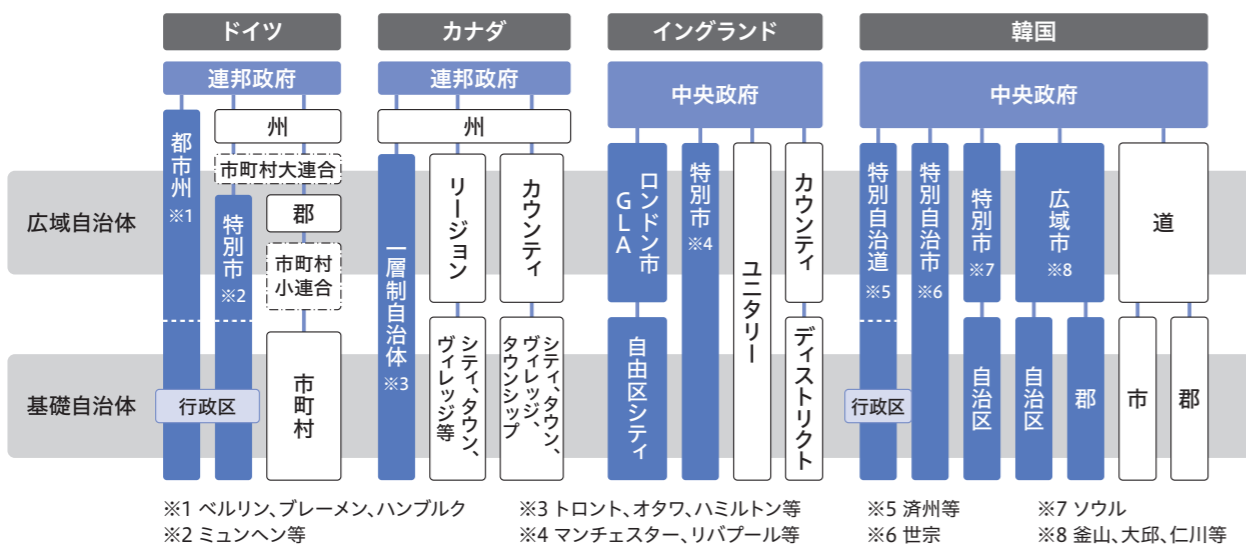 ドイツ
カナダ
イングランド
韓国
連邦政府
連邦政府
中央政府
中央政府
広域自治体
基礎自治体
都市州
※1
州
市町村大連合
特別市
※2
郡
市町村
小連合
市町村
行政区
州
一層制自治体
※3
リージョン
シティ、タウン、
ヴィレッジ等
カウンティ
シティ、タウン、
ヴィレッジ、
タウンシップ
ロンドン市
GLA
自由区シティ
特別市
※4
ユニタリー
カウンティ
ディストリクト
特別自治道
※5
行政区
特別自治市
※6
特別市
※7
自治区
広域市
※8
自治区
郡
道
市
郡
※1 ベルリン、ブレーメン、ハンブルク
※2 ミュンヘン等
※3 トロント、オタワ、ハミルトン等
※4 マンチェスター、リバプール等
※5 済州等
※6 世宗
※7 ソウル
※8 釜山、大邱、仁川等